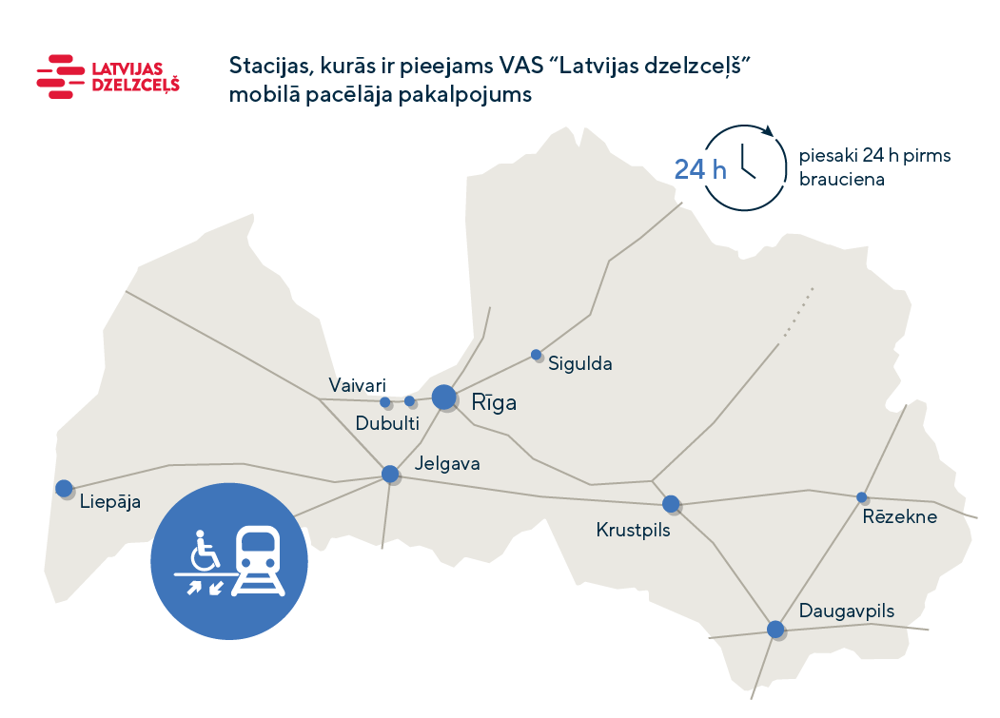 LATVIJAS
DZELZCEĻŠ
Stacijas, kurās ir pieejams VAS “Latvijas dzelzceļš”
mobilā pacēlāja pakalpojums
24 h
piesaki 24 h pirms
brauciena
Sigulda
Vaivari
Rīga
Dubulti
Jelgava
Liepāja
Krustpils
Rēzekne
Daugavpils